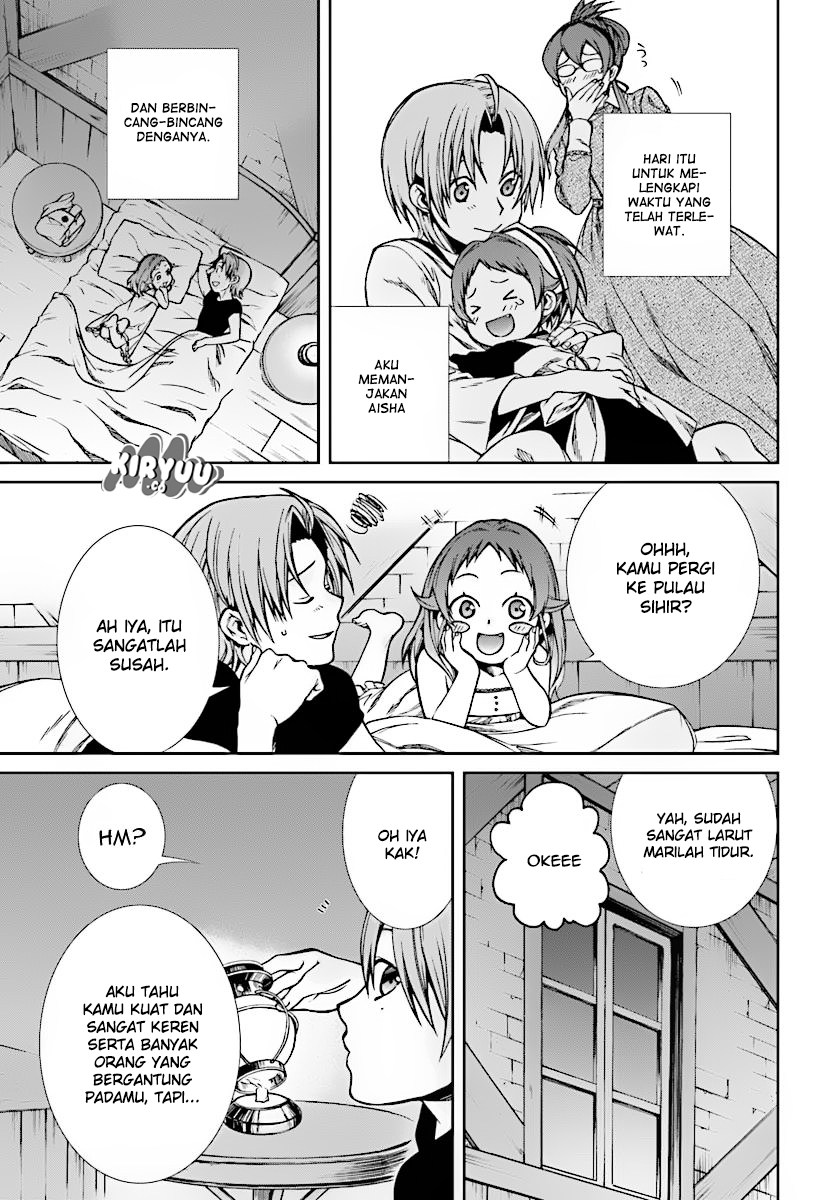 HARI ITU
UNTUK ME-
LENGKAPI
WAKTU YANG
TELAH TERLE-
WAT.
AKU
MEMAN-
JAKAN
AISHA
DAN BERBIN-
CANG-BINCANG
DENGANYA.
KIRYUU
.CO
OHHH,
KAMU PERGI
KE PULAU
SIHIR?
AH IYA, ITU
SANGATLAH
SUSAH.
YAH, SUDAH
SANGAT LARUT
MARILAH TIDUR.
OKEEE
OH IYA
KAK!
HM?
AKU TAHU
KAMU KUAT DAN
SANGAT KEREN
SERTA BANYAK
ORANG YANG
BERGANTUNG
PADAMU, TAPI...